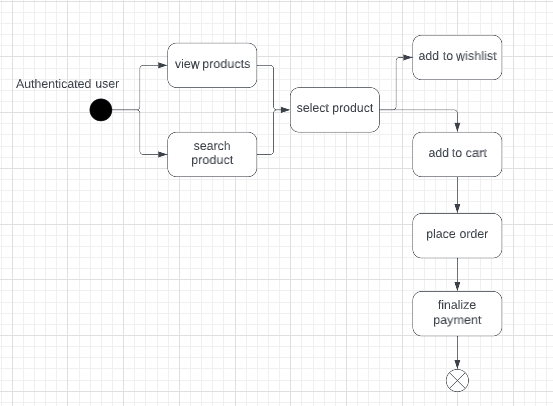 Authenticated user
view products
search
product
select product
add to wishlist
add to cart
place order
finalize
payment